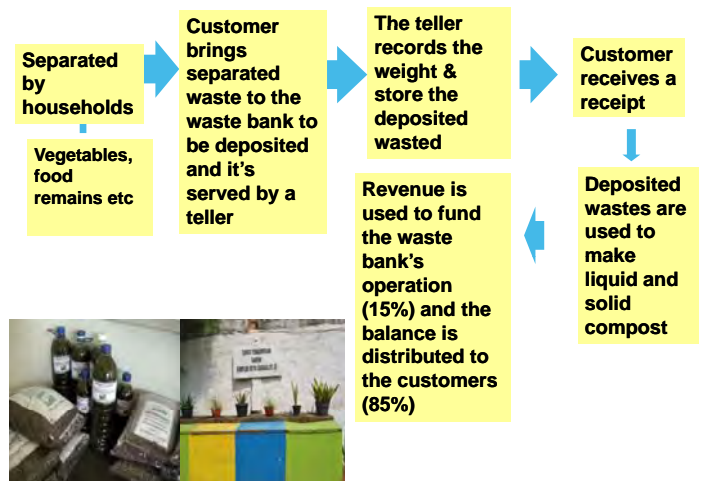 Separated
by
households
Vegetables,
food
remains etc
Customer
brings
separated
waste to the
waste bank to
be deposited
and it's
served by a
teller
The teller
records the
weight &
store the
deposited
wasted
Customer
receives a
receipt
Deposited
wastes are
used to
make
liquid and
solid
compost
Revenue is
used to fund
the waste
bank's
operation
(15%) and the
balance is
distributed to
the customers
(85%)